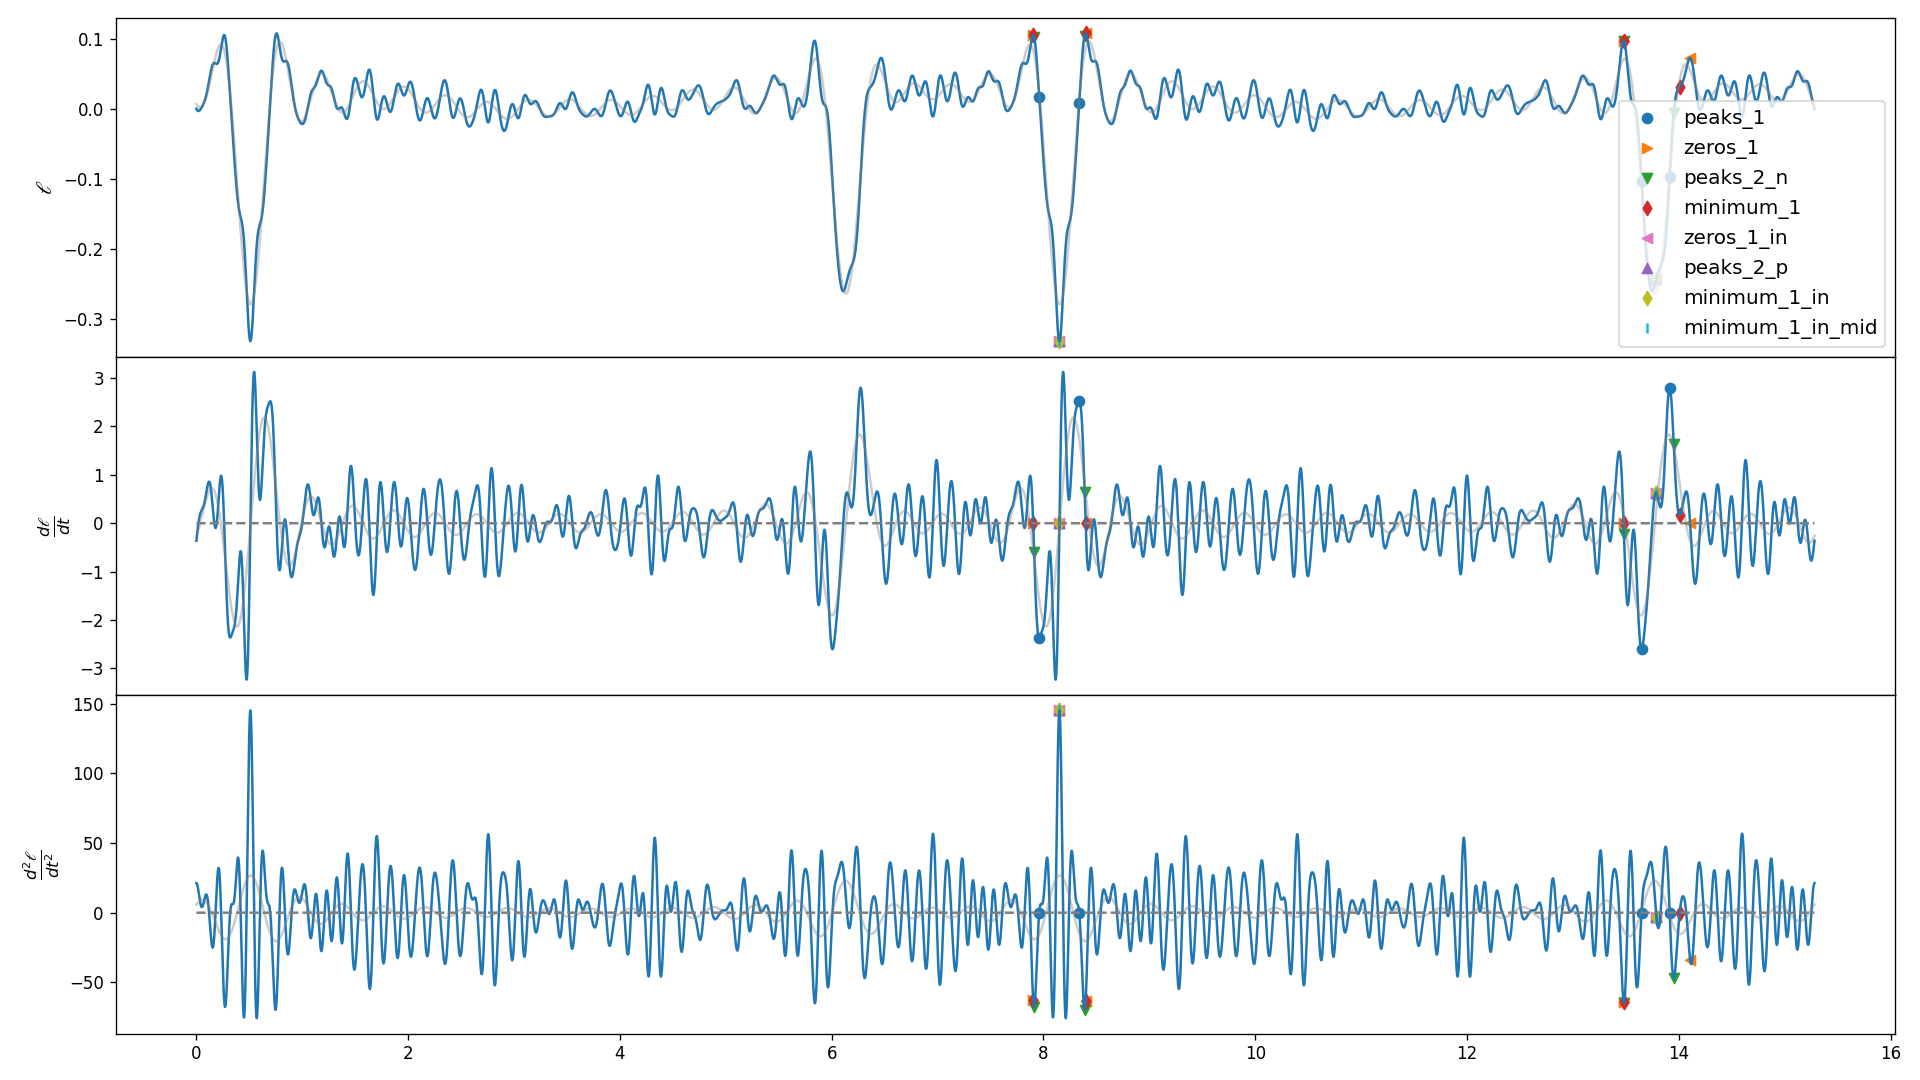 0.1
0.0
−0.1
−0.2
−0.3
ℓ
peaks_1
zeros_1
peaks_2_n
minimum_1
zeros_1_in
peaks_2_p
minimum_1_in
minimum_1_in_mid
3
2
1
0
−1
−2
−3
dℓ
dt
150
100
50
0
−50
d²ℓ
dt²
0 2 4 6 8 10 12 14 16